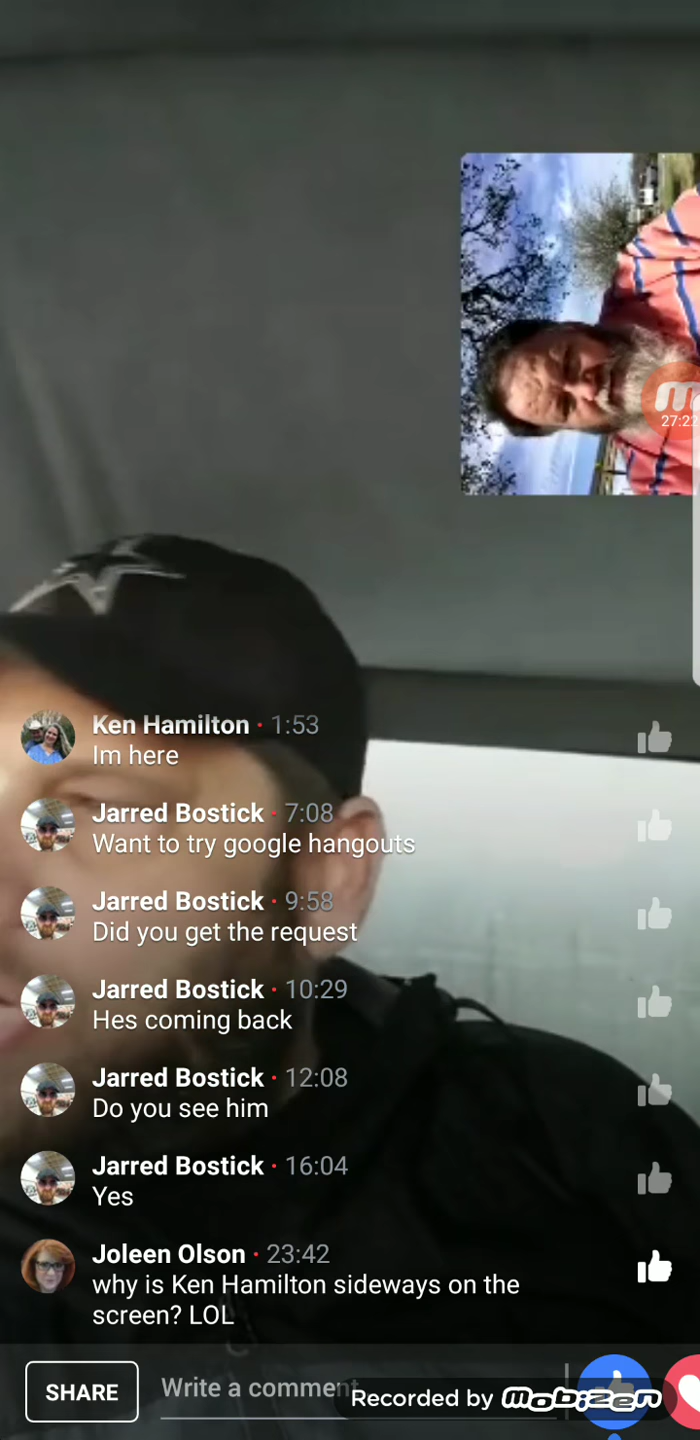 27:22
Ken Hamilton · 1:53
Im here
Jarred Bostick · 7:08
Want to try google hangouts
Jarred Bostick · 9:58
Did you get the request
Jarred Bostick · 10:29
Hes coming back
Jarred Bostick · 12:08
Do you see him
Jarred Bostick · 16:04
Yes
Joleen Olson · 23:42
why is Ken Hamilton sideways on the
screen? LOL
SHARE Write a comment Recorded by mobizen